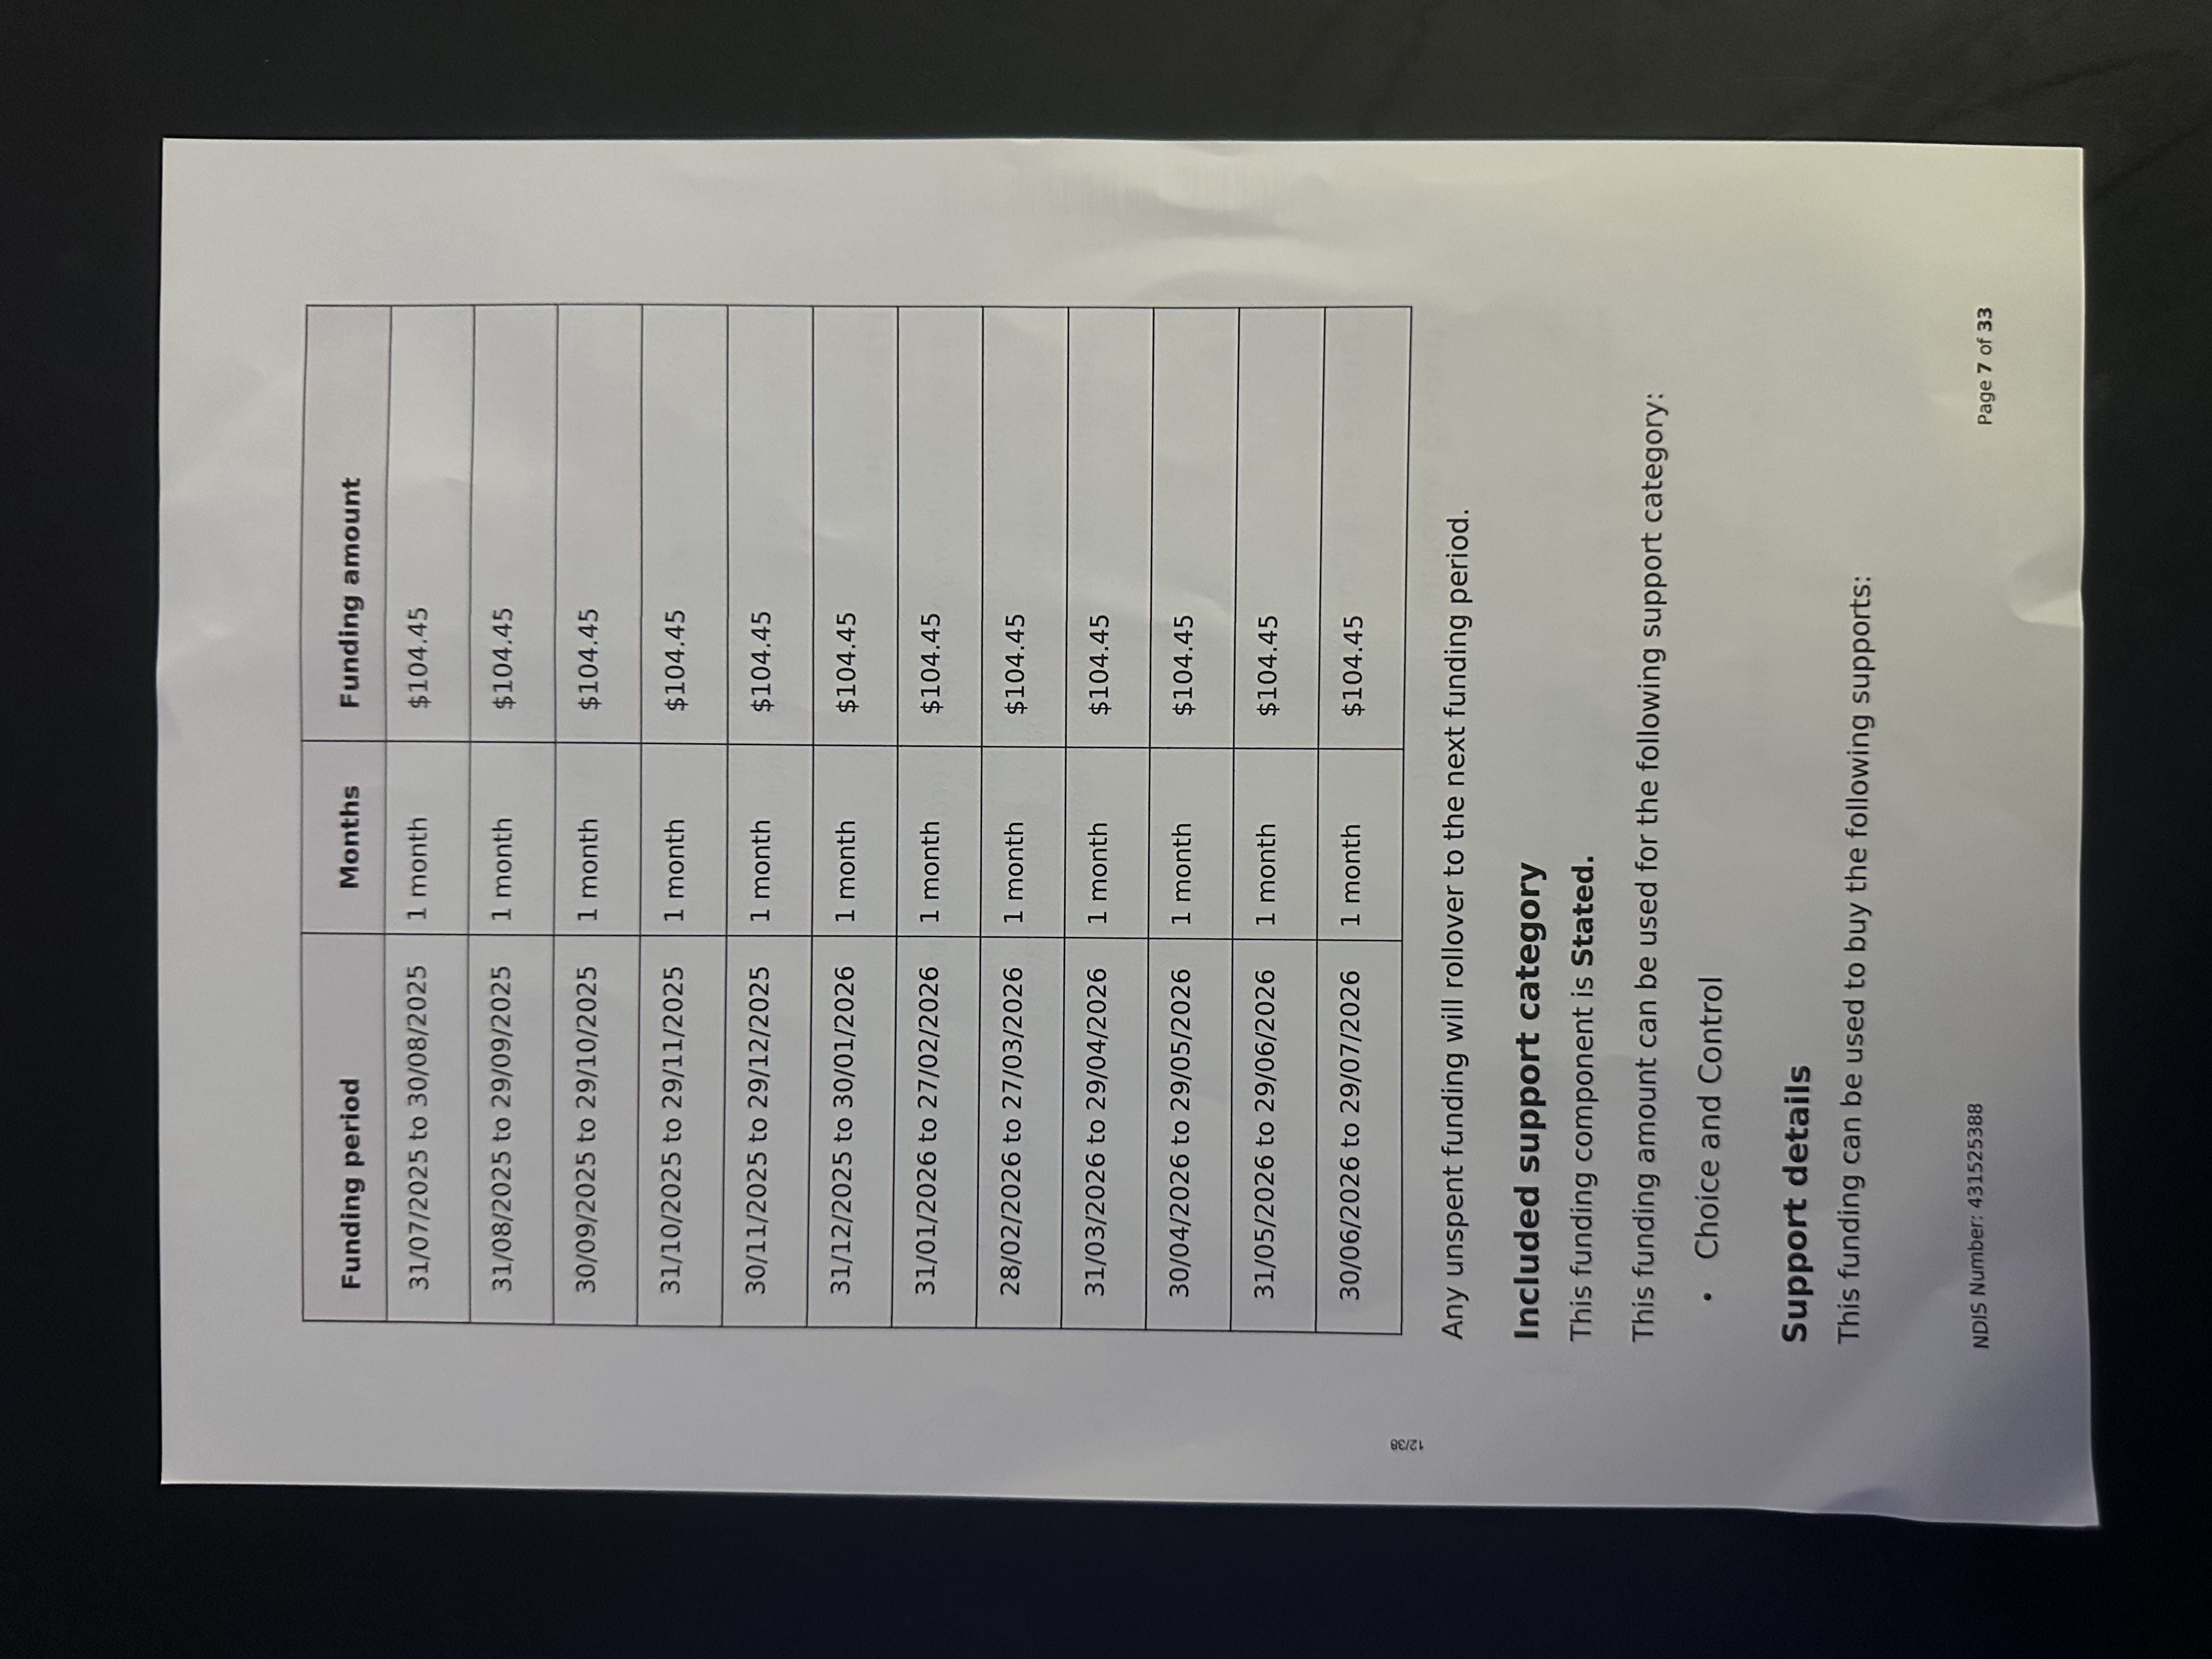 Funding period Months Funding amount
31/07/2025 to 30/08/2025 1 month $104.45
31/08/2025 to 29/09/2025 1 month $104.45
30/09/2025 to 29/10/2025 1 month $104.45
31/10/2025 to 29/11/2025 1 month $104.45
30/11/2025 to 29/12/2025 1 month $104.45
31/12/2025 to 30/01/2026 1 month $104.45
31/01/2026 to 27/02/2026 1 month $104.45
28/02/2026 to 27/03/2026 1 month $104.45
31/03/2026 to 29/04/2026 1 month $104.45
30/04/2026 to 29/05/2026 1 month $104.45
31/05/2026 to 29/06/2026 1 month $104.45
30/06/2026 to 29/07/2026 1 month $104.45
12/38
Any unspent funding will rollover to the next funding period.
Included support category
This funding component is Stated.
This funding amount can be used for the following support category:
• Choice and Control
Support details
This funding can be used to buy the following supports:
NDIS Number: 431525388 Page 7 of 33